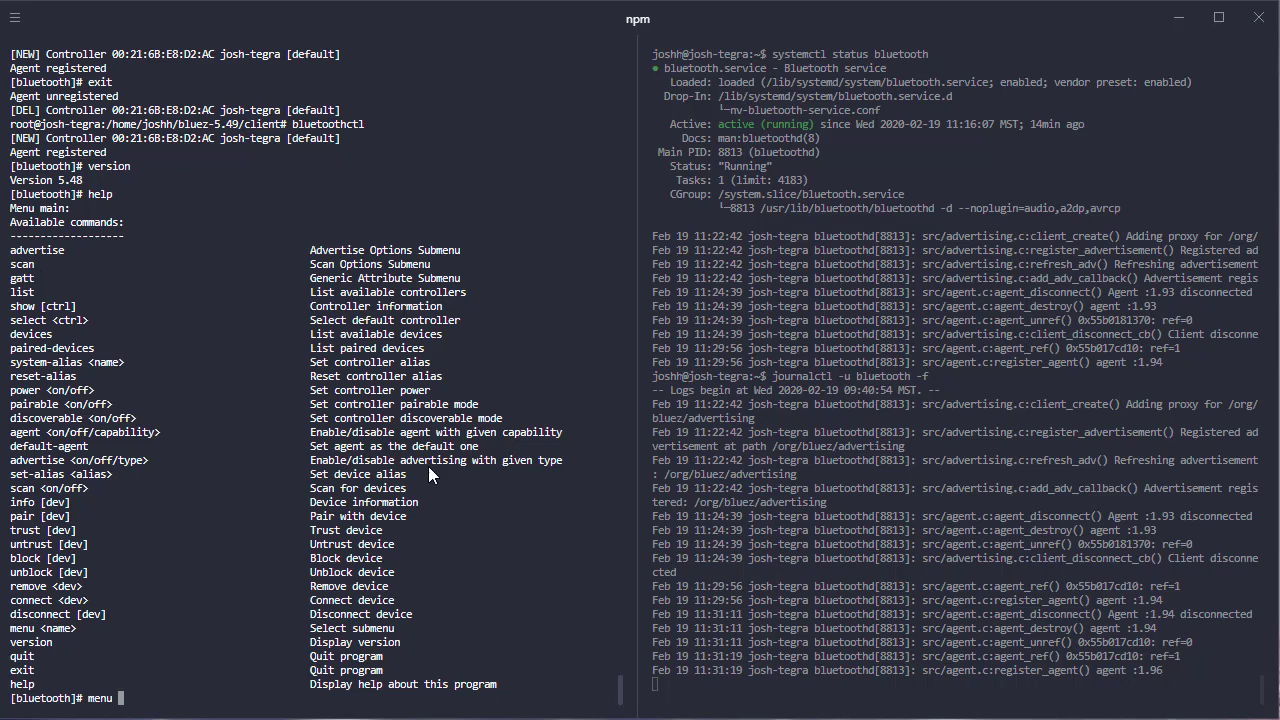 npm
[NEW] Controller 00:21:6B:E8:D2:AC josh-tegra [default]
Agent registered
[bluetooth]# exit
Agent unregistered
[DEL] Controller 00:21:6B:E8:D2:AC josh-tegra [default]
root@josh-tegra:/home/joshh/bluez-5.49/client# bluetoothctl
[NEW] Controller 00:21:6B:E8:D2:AC josh-tegra [default]
Agent registered
[bluetooth]# version
Version 5.48
[bluetooth]# help
Menu main:
Available commands:
-------------------
advertise Advertise Options Submenu
scan Scan Options Submenu
gatt Generic Attribute Submenu
list List available controllers
show [ctrl] Controller information
select <ctrl> Select default controller
devices List available devices
paired-devices List paired devices
system-alias <name> Set controller alias
reset-alias Reset controller alias
power <on/off> Set controller power
pairable <on/off> Set controller pairable mode
discoverable <on/off> Set controller discoverable mode
agent <on/off/capability> Enable/disable agent with given capability
default-agent Set agent as the default one
advertise <on/off/type> Enable/disable advertising with given type
set-alias <alias> Set device alias
scan <on/off> Scan for devices
info [dev] Device information
pair [dev] Pair with device
trust [dev] Trust device
untrust [dev] Untrust device
block [dev] Block device
unblock [dev] Unblock device
remove <dev> Remove device
connect <dev> Connect device
disconnect [dev] Disconnect device
menu <name> Select submenu
version Display version
quit Quit program
exit Quit program
help Display help about this program
[bluetooth]# menu
joshh@josh-tegra:~$ systemctl status bluetooth
● bluetooth.service - Bluetooth service
Loaded: loaded (/lib/systemd/system/bluetooth.service; enabled; vendor preset: enabled)
Drop-In: /lib/systemd/system/bluetooth.service.d
└─nv-bluetooth-service.conf
Active: active (running) since Wed 2020-02-19 11:16:07 MST; 14min ago
Docs: man:bluetoothd(8)
Main PID: 8813 (bluetoothd)
Status: "Running"
Tasks: 1 (limit: 4183)
CGroup: /system.slice/bluetooth.service
└─8813 /usr/lib/bluetooth/bluetoothd -d --noplugin=audio,a2dp,avrcp
Feb 19 11:22:42 josh-tegra bluetoothd[8813]: src/advertising.c:client_create() Adding proxy for /org/
Feb 19 11:22:42 josh-tegra bluetoothd[8813]: src/advertising.c:register_advertisement() Registered ad
Feb 19 11:22:42 josh-tegra bluetoothd[8813]: src/advertising.c:refresh_adv() Refreshing advertisement
Feb 19 11:22:42 josh-tegra bluetoothd[8813]: src/advertising.c:add_adv_callback() Advertisement regis
Feb 19 11:24:39 josh-tegra bluetoothd[8813]: src/agent.c:agent_disconnect() Agent :1.93 disconnected
Feb 19 11:24:39 josh-tegra bluetoothd[8813]: src/agent.c:agent_destroy() agent :1.93
Feb 19 11:24:39 josh-tegra bluetoothd[8813]: src/agent.c:agent_unref() 0x55b0181370: ref=0
Feb 19 11:24:39 josh-tegra bluetoothd[8813]: src/advertising.c:client_disconnect_cb() Client disconne
Feb 19 11:29:56 josh-tegra bluetoothd[8813]: src/agent.c:agent_ref() 0x55b017cd10: ref=1
Feb 19 11:29:56 josh-tegra bluetoothd[8813]: src/agent.c:register_agent() agent :1.94
joshh@josh-tegra:~$ journalctl -u bluetooth -f
-- Logs begin at Wed 2020-02-19 09:40:54 MST. --
Feb 19 11:22:42 josh-tegra bluetoothd[8813]: src/advertising.c:client_create() Adding proxy for /org/
bluez/advertising
Feb 19 11:22:42 josh-tegra bluetoothd[8813]: src/advertising.c:register_advertisement() Registered ad
vertisement at path /org/bluez/advertising
Feb 19 11:22:42 josh-tegra bluetoothd[8813]: src/advertising.c:refresh_adv() Refreshing advertisement
: /org/bluez/advertising
Feb 19 11:22:42 josh-tegra bluetoothd[8813]: src/advertising.c:add_adv_callback() Advertisement regis
tered: /org/bluez/advertising
Feb 19 11:24:39 josh-tegra bluetoothd[8813]: src/agent.c:agent_disconnect() Agent :1.93 disconnected
Feb 19 11:24:39 josh-tegra bluetoothd[8813]: src/agent.c:agent_destroy() agent :1.93
Feb 19 11:24:39 josh-tegra bluetoothd[8813]: src/agent.c:agent_unref() 0x55b0181370: ref=0
Feb 19 11:24:39 josh-tegra bluetoothd[8813]: src/advertising.c:client_disconnect_cb() Client disconne
cted
Feb 19 11:29:56 josh-tegra bluetoothd[8813]: src/agent.c:agent_ref() 0x55b017cd10: ref=1
Feb 19 11:29:56 josh-tegra bluetoothd[8813]: src/agent.c:register_agent() agent :1.94
Feb 19 11:31:11 josh-tegra bluetoothd[8813]: src/agent.c:agent_disconnect() Agent :1.94 disconnected
Feb 19 11:31:11 josh-tegra bluetoothd[8813]: src/agent.c:agent_destroy() agent :1.94
Feb 19 11:31:11 josh-tegra bluetoothd[8813]: src/agent.c:agent_unref() 0x55b017cd10: ref=0
Feb 19 11:31:19 josh-tegra bluetoothd[8813]: src/agent.c:agent_ref() 0x55b017cd10: ref=1
Feb 19 11:31:19 josh-tegra bluetoothd[8813]: src/agent.c:register_agent() agent :1.96